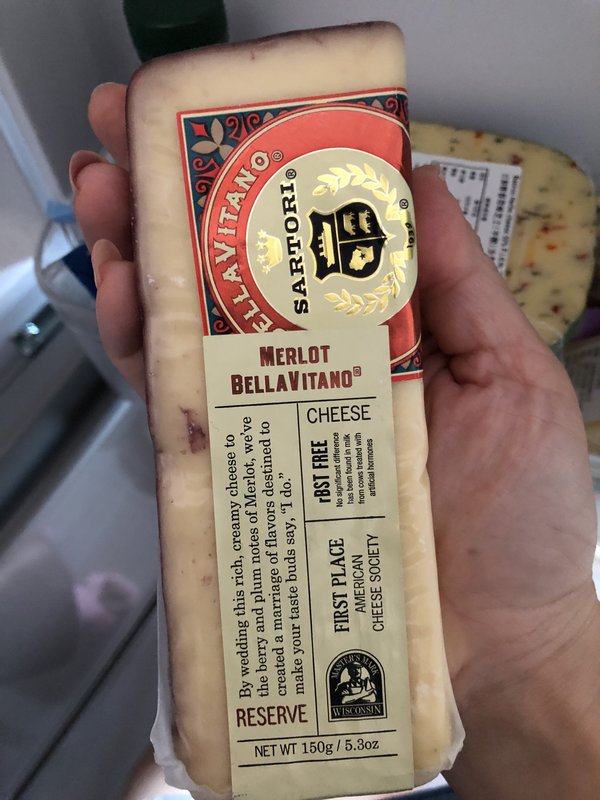 BELLAVITANO®
SARTORI®
1939
MERLOT
BELLAVITANO®
CHEESE
By wedding this rich, creamy cheese to
the berry and plum notes of Merlot, we've
created a marriage of flavors destined to
make your taste buds say, "I do."
rBST FREE
No significant difference
has been found in milk
from cows treated with
artificial hormones
FIRST PLACE
AMERICAN
CHEESE SOCIETY
RESERVE
MASTER'S MARK
WISCONSIN
NET WT 150g / 5.3oz